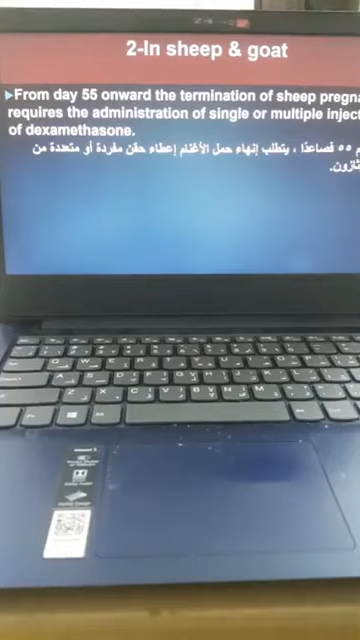 2-In sheep & goat
▶From day 55 onward the termination of sheep pregna
requires the administration of single or multiple inject
of dexamethasone.
م ٥٥ فصاعدًا ، يتطلب إنهاء حمل الأغنام إعطاء حقن مفردة أو متعددة من
ثازون.